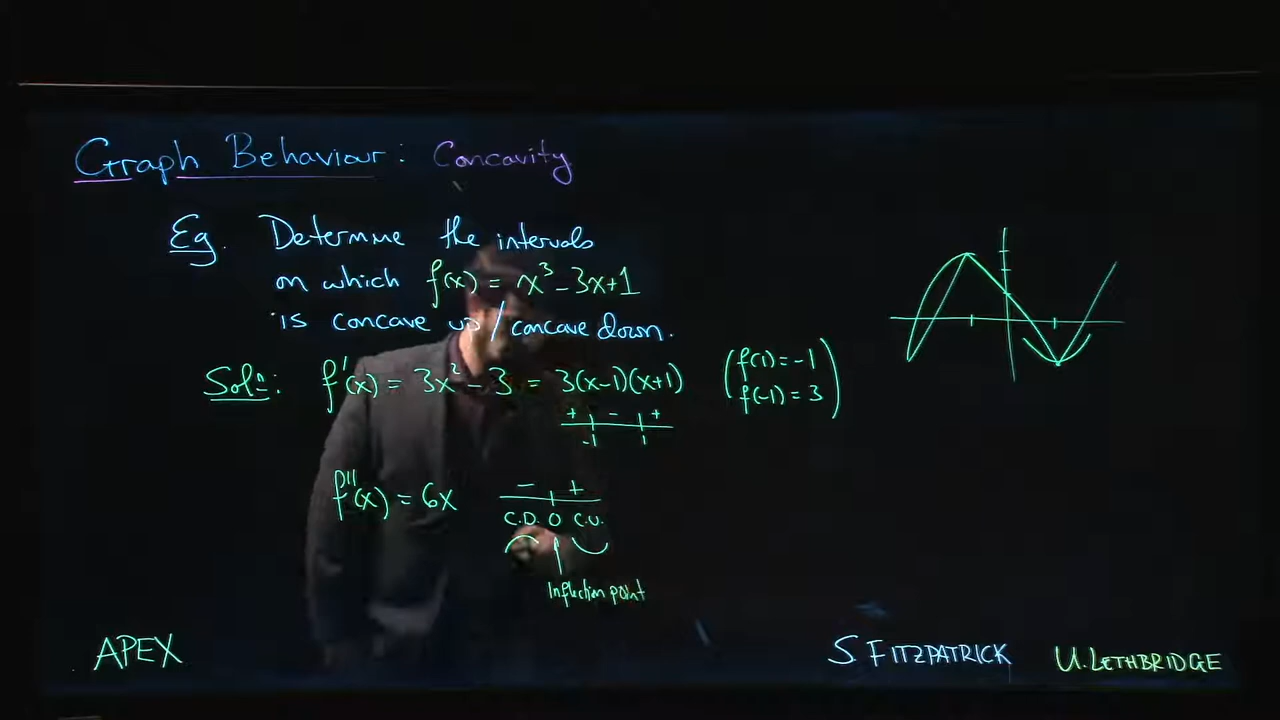 Graph Behaviour: Concavity
Eg. Determine the intervals
on which f(x) = x³ - 3x + 1
is concave up / concave down.
Solⁿ: f'(x) = 3x² - 3 = 3(x-1)(x+1) (f(1) = -1
f(-1) = 3)
+ - +
-1 1
f''(x) = 6x - +
C.D. 0 C.U.
Inflection point
APEX
S. FITZPATRICK U. LETHBRIDGE